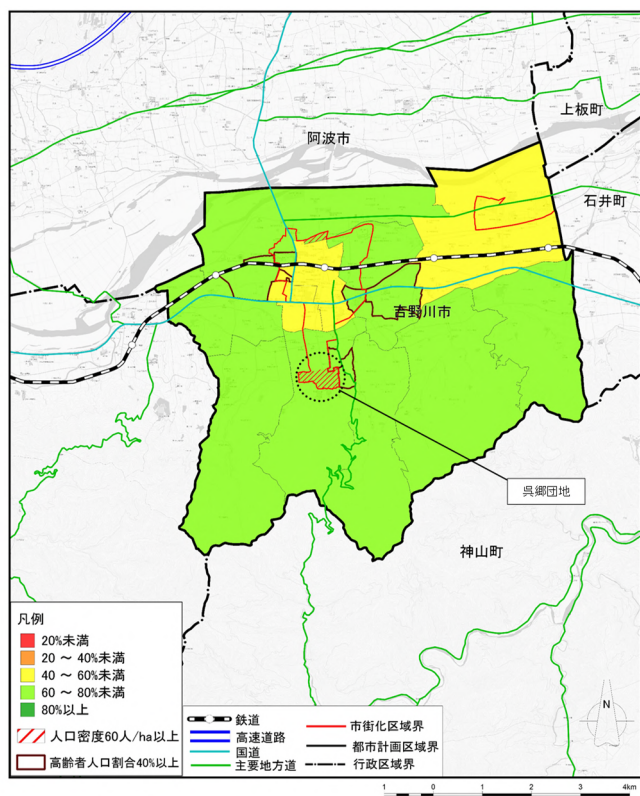 上板町
阿波市
石井町
吉野川市
呉郷団地
神山町
凡例
20%未満
20 ～ 40%未満
40 ～ 60%未満
60 ～ 80%未満
80%以上
人口密度60人/ha以上
高齢者人口割合40%以上
鉄道
高速道路
国道
主要地方道
市街化区域界
都市計画区域界
行政区域界
N
1 0 1 2 3 4km